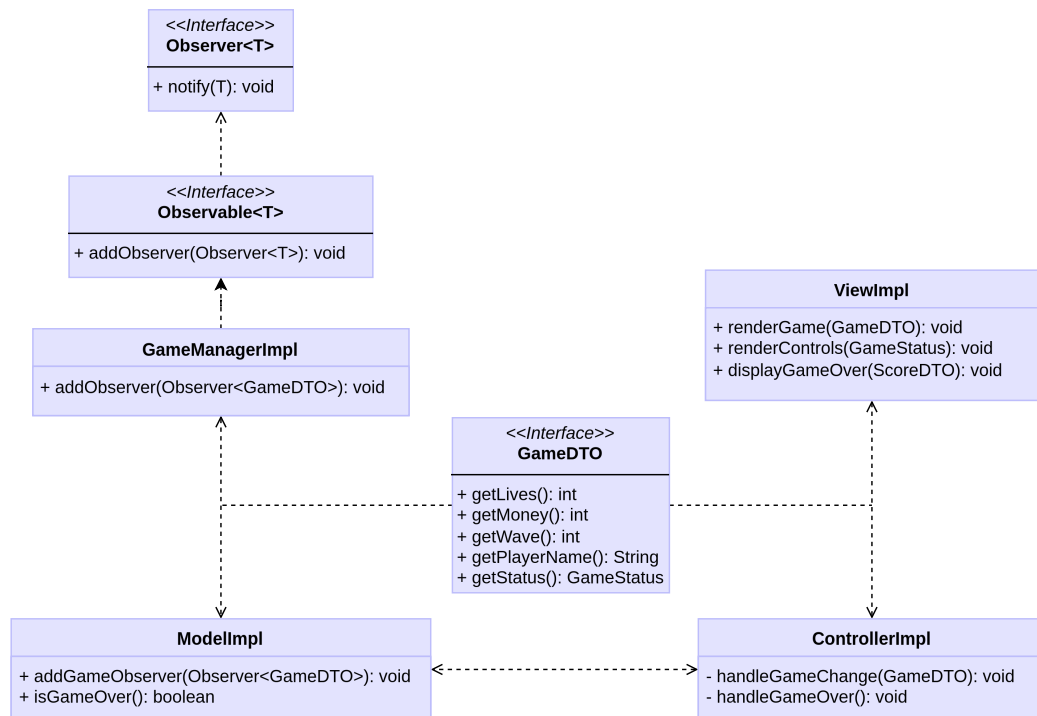 <<Interface>>
Observer<T>
+ notify(T): void
<<Interface>>
Observable<T>
+ addObserver(Observer<T>): void
GameManagerImpl
+ addObserver(Observer<GameDTO>): void
ViewImpl
+ renderGame(GameDTO): void
+ renderControls(GameStatus): void
+ displayGameOver(ScoreDTO): void
<<Interface>>
GameDTO
+ getLives(): int
+ getMoney(): int
+ getWave(): int
+ getPlayerName(): String
+ getStatus(): GameStatus
ModelImpl
+ addGameObserver(Observer<GameDTO>): void
+ isGameOver(): boolean
ControllerImpl
- handleGameChange(GameDTO): void
- handleGameOver(): void